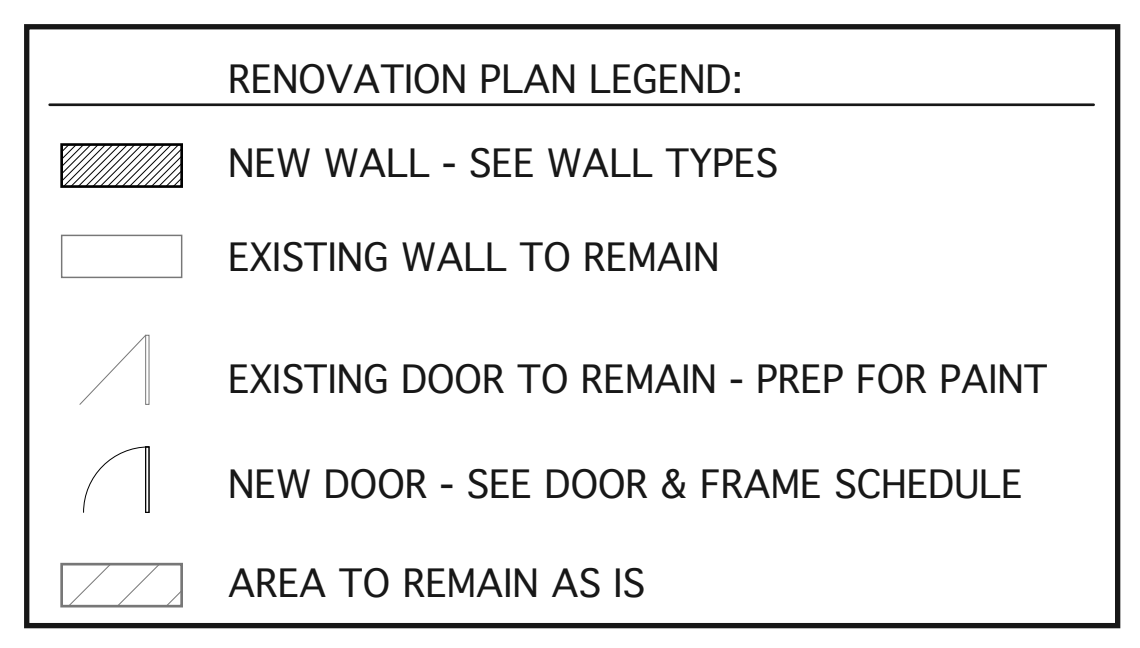 RENOVATION PLAN LEGEND:
NEW WALL - SEE WALL TYPES
EXISTING WALL TO REMAIN
EXISTING DOOR TO REMAIN - PREP FOR PAINT
NEW DOOR - SEE DOOR & FRAME SCHEDULE
AREA TO REMAIN AS IS